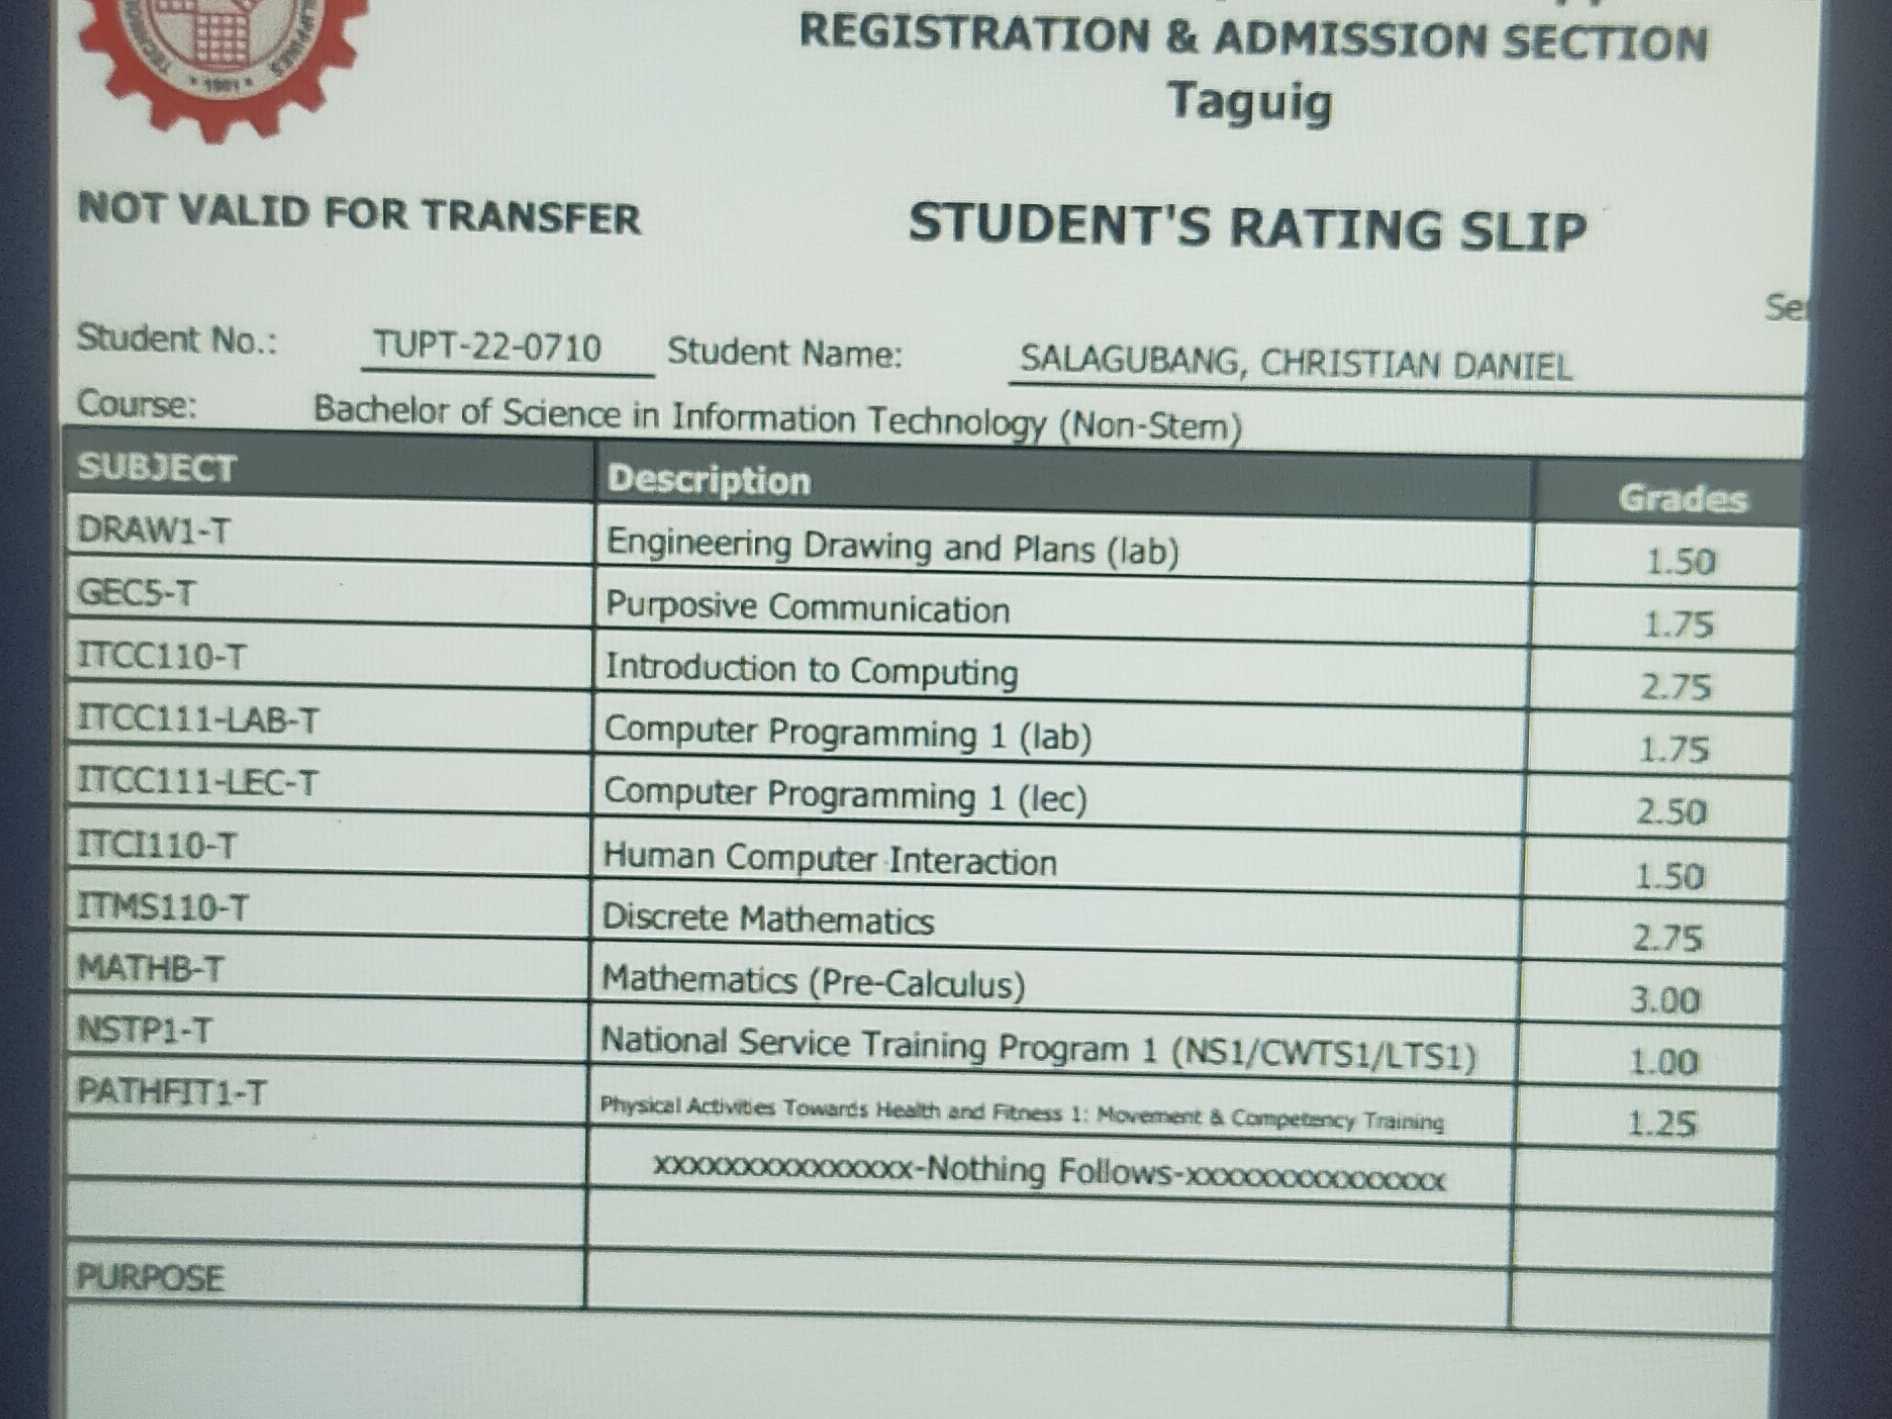 REGISTRATION & ADMISSION SECTION
Taguig
1901
NOT VALID FOR TRANSFER
STUDENT'S RATING SLIP
Student No.: TUPT-22-0710 Student Name: SALAGUBANG, CHRISTIAN DANIEL
Course: Bachelor of Science in Information Technology (Non-Stem)
SUBJECT Description Grades
DRAW1-T Engineering Drawing and Plans (lab) 1.50
GEC5-T Purposive Communication 1.75
ITCC110-T Introduction to Computing 2.75
ITCC111-LAB-T Computer Programming 1 (lab) 1.75
ITCC111-LEC-T Computer Programming 1 (lec) 2.50
ITCI110-T Human Computer Interaction 1.50
ITMS110-T Discrete Mathematics 2.75
MATHB-T Mathematics (Pre-Calculus) 3.00
NSTP1-T National Service Training Program 1 (NS1/CWTS1/LTS1) 1.00
PATHFIT1-T Physical Activities Towards Health and Fitness 1: Movement & Competency Training 1.25
xxxxxxxxxxxxxxx-Nothing Follows-xxxxxxxxxxxxxxx
PURPOSE